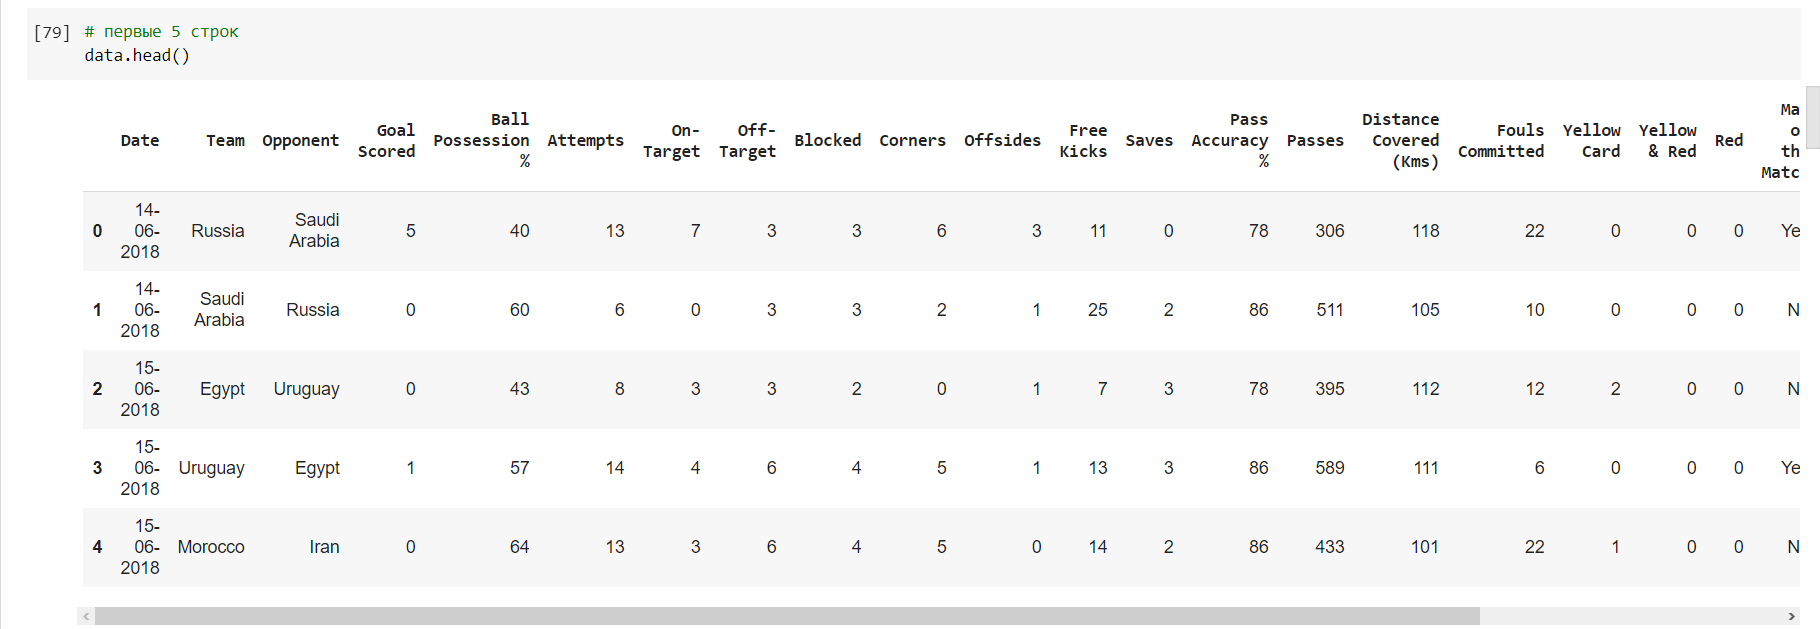 [79] # первые 5 строк
data.head()
Date Team Opponent Goal Scored Ball Possession % Attempts On-Target Off-Target Blocked Corners Offsides Free Kicks Saves Pass Accuracy % Passes Distance Covered (Kms) Fouls Committed Yellow Card Yellow & Red Red Ma o th Matc
0 14-06-2018 Russia Saudi Arabia 5 40 13 7 3 3 6 3 11 0 78 306 118 22 0 0 0 Ye
1 14-06-2018 Saudi Arabia Russia 0 60 6 0 3 3 2 1 25 2 86 511 105 10 0 0 0 N
2 15-06-2018 Egypt Uruguay 0 43 8 3 3 2 0 1 7 3 78 395 112 12 2 0 0 N
3 15-06-2018 Uruguay Egypt 1 57 14 4 6 4 5 1 13 3 86 589 111 6 0 0 0 Ye
4 15-06-2018 Morocco Iran 0 64 13 3 6 4 5 0 14 2 86 433 101 22 1 0 0 N